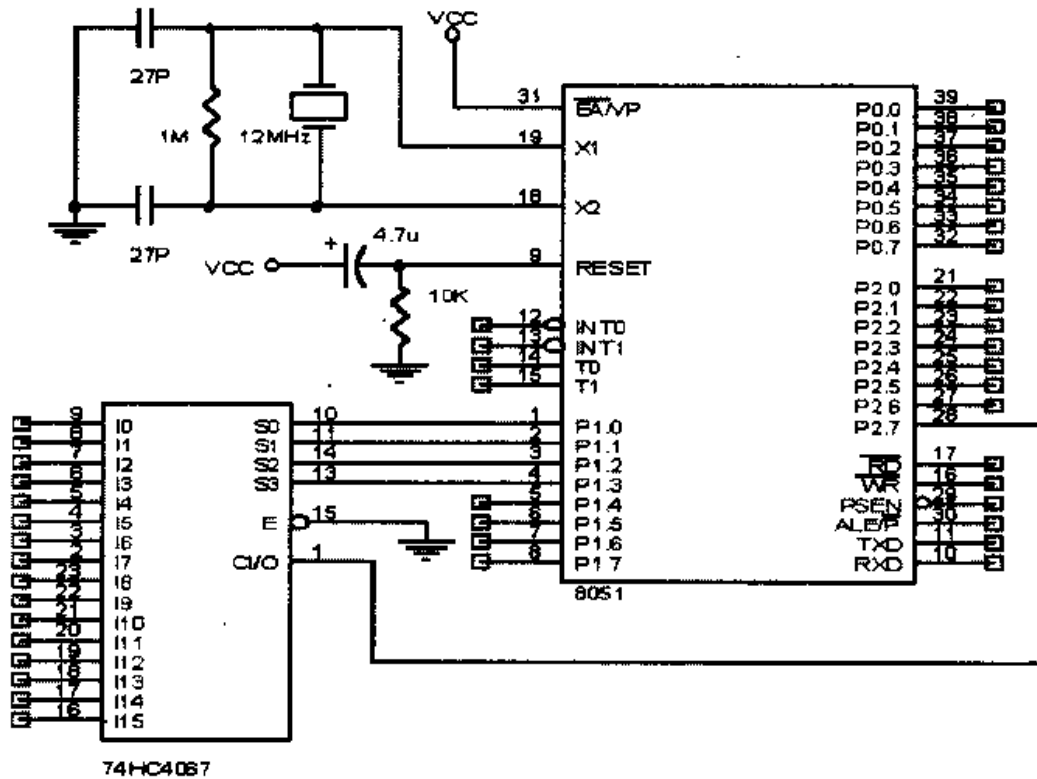 VCC
27P
1M
12MHz
27P
VCC
+
4.7u
10K
31 EA/VP
19 X1
18 X2
9 RESET
12 INT0
13 INT1
14 T0
15 T1
1 P1.0
2 P1.1
3 P1.2
4 P1.3
5 P1.4
6 P1.5
7 P1.6
8 P1.7
P0.0 39
P0.1 38
P0.2 37
P0.3 36
P0.4 35
P0.5 34
P0.6 33
P0.7 32
P2.0 21
P2.1 22
P2.2 23
P2.3 24
P2.4 25
P2.5 26
P2.6 27
P2.7 28
RD 17
WR 16
PSEN 29
ALE/P 30
TXD 11
RXD 10
8051
9 I0
8 I1
7 I2
6 I3
5 I4
4 I5
3 I6
2 I7
23 I8
22 I9
21 I10
20 I11
19 I12
18 I13
17 I14
16 I15
S0 10
S1 11
S2 14
S3 13
E 15
CI/O 1
74HC4067